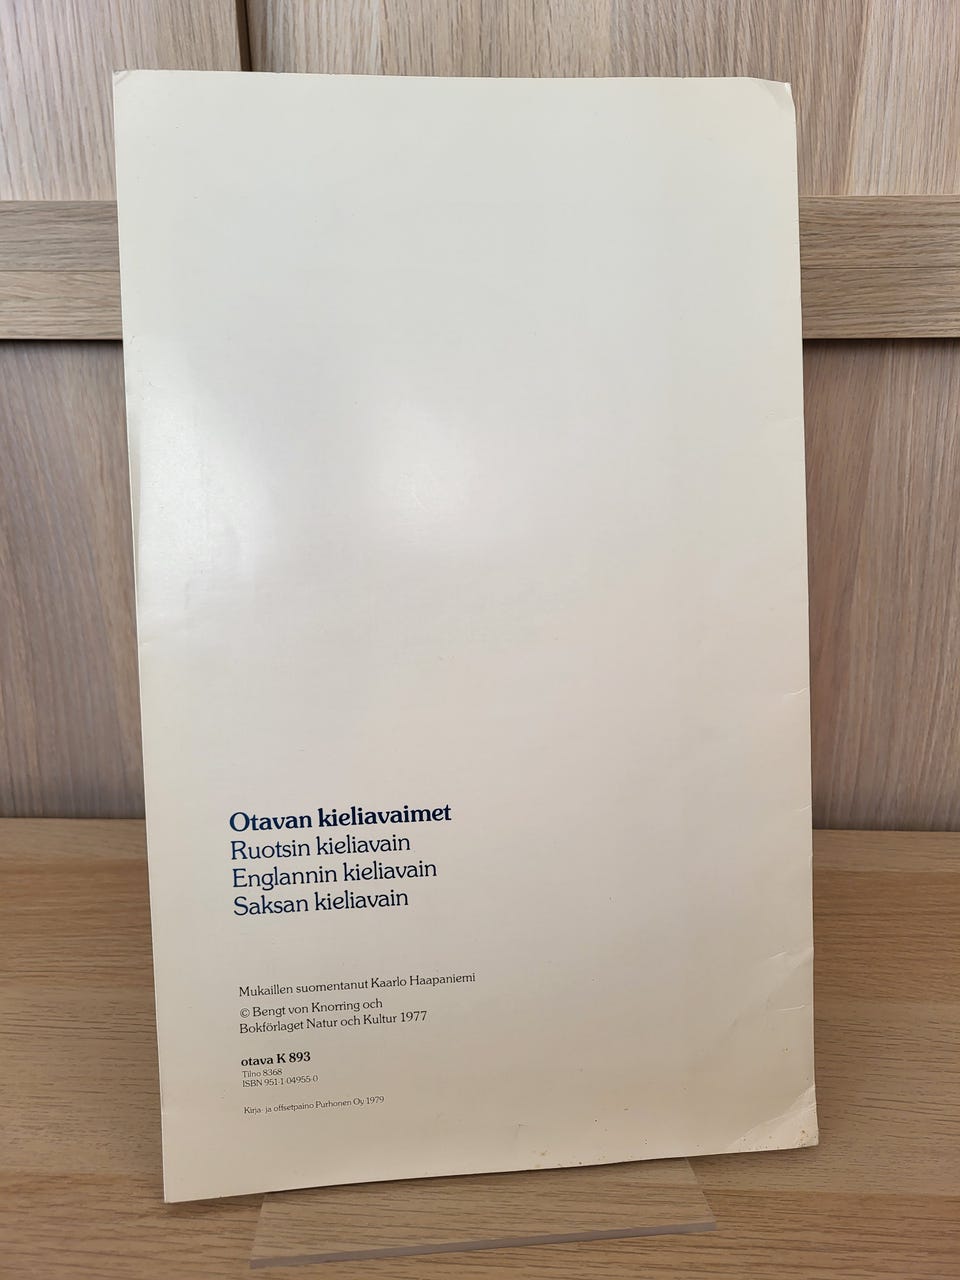 Otavan kieliavaimet
Ruotsin kieliavain
Englannin kieliavain
Saksan kieliavain
Mukaillen suomentanut Kaarlo Haapaniemi
© Bengt von Knorring och
Bokförlaget Natur och Kultur 1977
otava K 893
Tilno 8368
ISBN 951-1-04955-0
Kirja- ja offsetpaino Purhonen Oy 1979